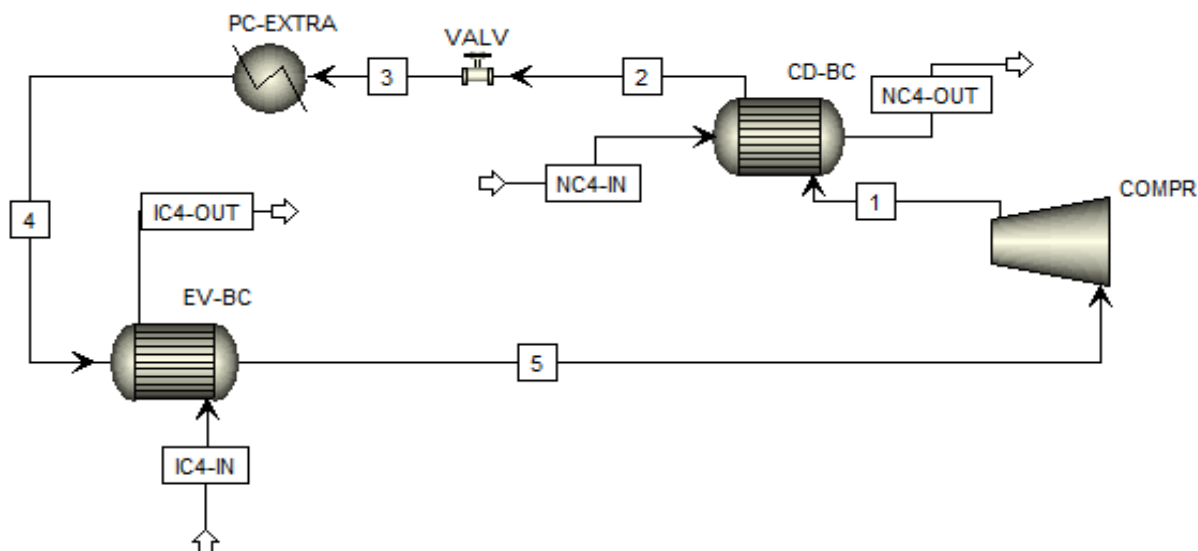 PC-EXTRA
VALV
CD-BC
3
2
NC4-OUT
NC4-IN
COMPR
1
4
IC4-OUT
EV-BC
5
IC4-IN